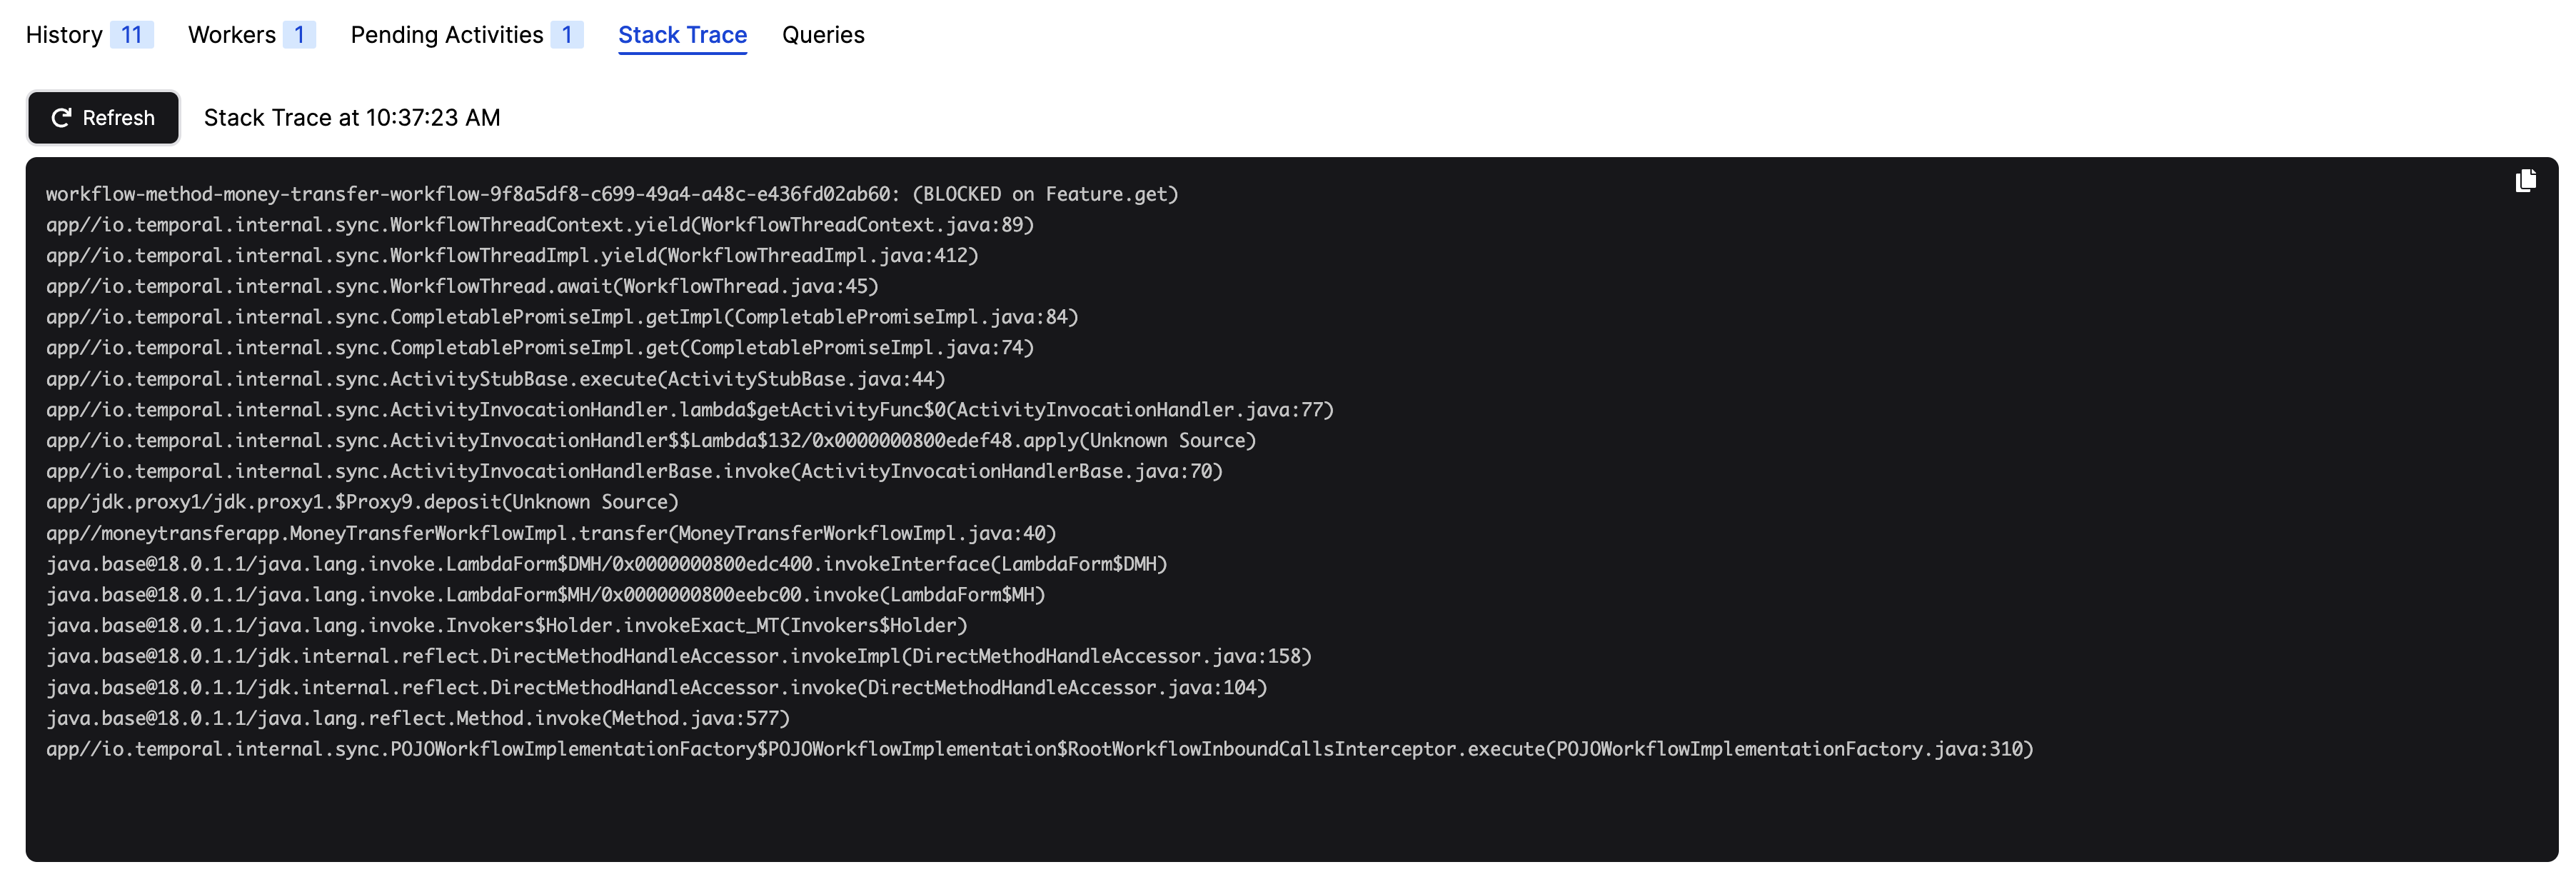 History 11 Workers 1 Pending Activities 1 Stack Trace Queries
Refresh Stack Trace at 10:37:23 AM
workflow-method-money-transfer-workflow-9f8a5df8-c699-49a4-a48c-e436fd02ab60: (BLOCKED on Feature.get)
app//io.temporal.internal.sync.WorkflowThreadContext.yield(WorkflowThreadContext.java:89)
app//io.temporal.internal.sync.WorkflowThreadImpl.yield(WorkflowThreadImpl.java:412)
app//io.temporal.internal.sync.WorkflowThread.await(WorkflowThread.java:45)
app//io.temporal.internal.sync.CompletablePromiseImpl.getImpl(CompletablePromiseImpl.java:84)
app//io.temporal.internal.sync.CompletablePromiseImpl.get(CompletablePromiseImpl.java:74)
app//io.temporal.internal.sync.ActivityStubBase.execute(ActivityStubBase.java:44)
app//io.temporal.internal.sync.ActivityInvocationHandler.lambda$getActivityFunc$0(ActivityInvocationHandler.java:77)
app//io.temporal.internal.sync.ActivityInvocationHandler$$Lambda$132/0x0000000800edef48.apply(Unknown Source)
app//io.temporal.internal.sync.ActivityInvocationHandlerBase.invoke(ActivityInvocationHandlerBase.java:70)
app/jdk.proxy1/jdk.proxy1.$Proxy9.deposit(Unknown Source)
app//moneytransferapp.MoneyTransferWorkflowImpl.transfer(MoneyTransferWorkflowImpl.java:40)
java.base@18.0.1.1/java.lang.invoke.LambdaForm$DMH/0x0000000800edc400.invokeInterface(LambdaForm$DMH)
java.base@18.0.1.1/java.lang.invoke.LambdaForm$MH/0x0000000800eebc00.invoke(LambdaForm$MH)
java.base@18.0.1.1/java.lang.invoke.Invokers$Holder.invokeExact_MT(Invokers$Holder)
java.base@18.0.1.1/jdk.internal.reflect.DirectMethodHandleAccessor.invokeImpl(DirectMethodHandleAccessor.java:158)
java.base@18.0.1.1/jdk.internal.reflect.DirectMethodHandleAccessor.invoke(DirectMethodHandleAccessor.java:104)
java.base@18.0.1.1/java.lang.reflect.Method.invoke(Method.java:577)
app//io.temporal.internal.sync.POJOWorkflowImplementationFactory$POJOWorkflowImplementation$RootWorkflowInboundCallsInterceptor.execute(POJOWorkflowImplementationFactory.java:310)